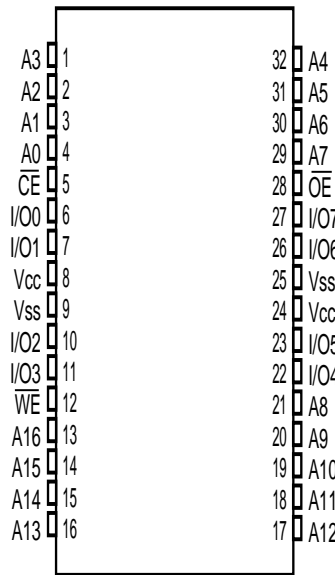 A3 1 32 A4
A2 2 31 A5
A1 3 30 A6
A0 4 29 A7
C̅E̅ 5 28 O̅E̅
I/O0 6 27 I/O7
I/O1 7 26 I/O6
Vcc 8 25 Vss
Vss 9 24 Vcc
I/O2 10 23 I/O5
I/O3 11 22 I/O4
W̅E̅ 12 21 A8
A16 13 20 A9
A15 14 19 A10
A14 15 18 A11
A13 16 17 A12